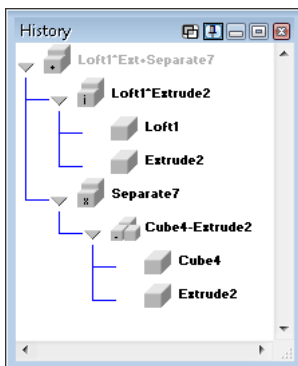 History
Loft1*Ext+Separate7
Loft1*Extrude2
Loft1
Extrude2
Separate7
Cube4-Extrude2
Cube4
Extrude2